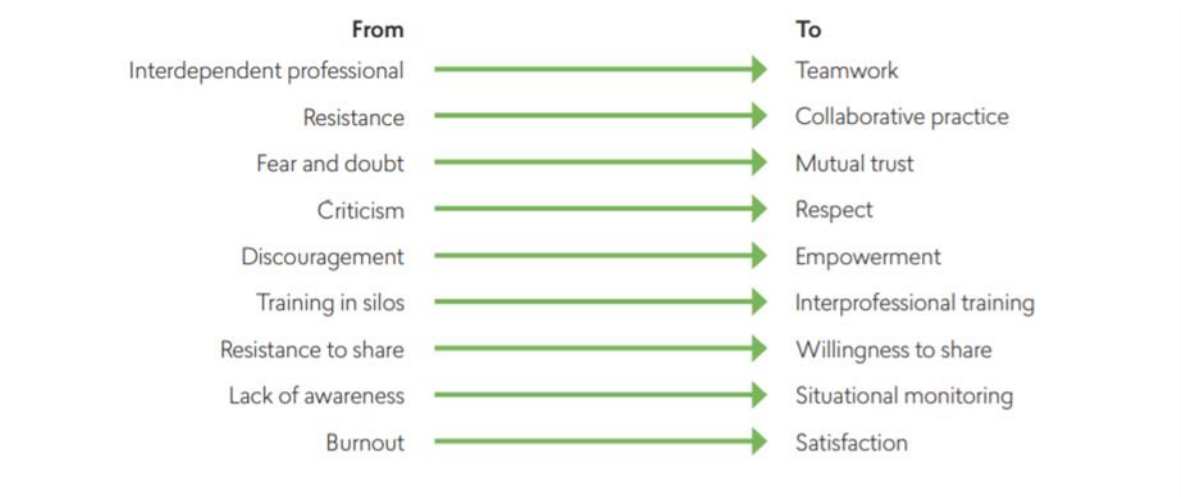 From To
Interdependent professional Teamwork
Resistance Collaborative practice
Fear and doubt Mutual trust
Criticism Respect
Discouragement Empowerment
Training in silos Interprofessional training
Resistance to share Willingness to share
Lack of awareness Situational monitoring
Burnout Satisfaction